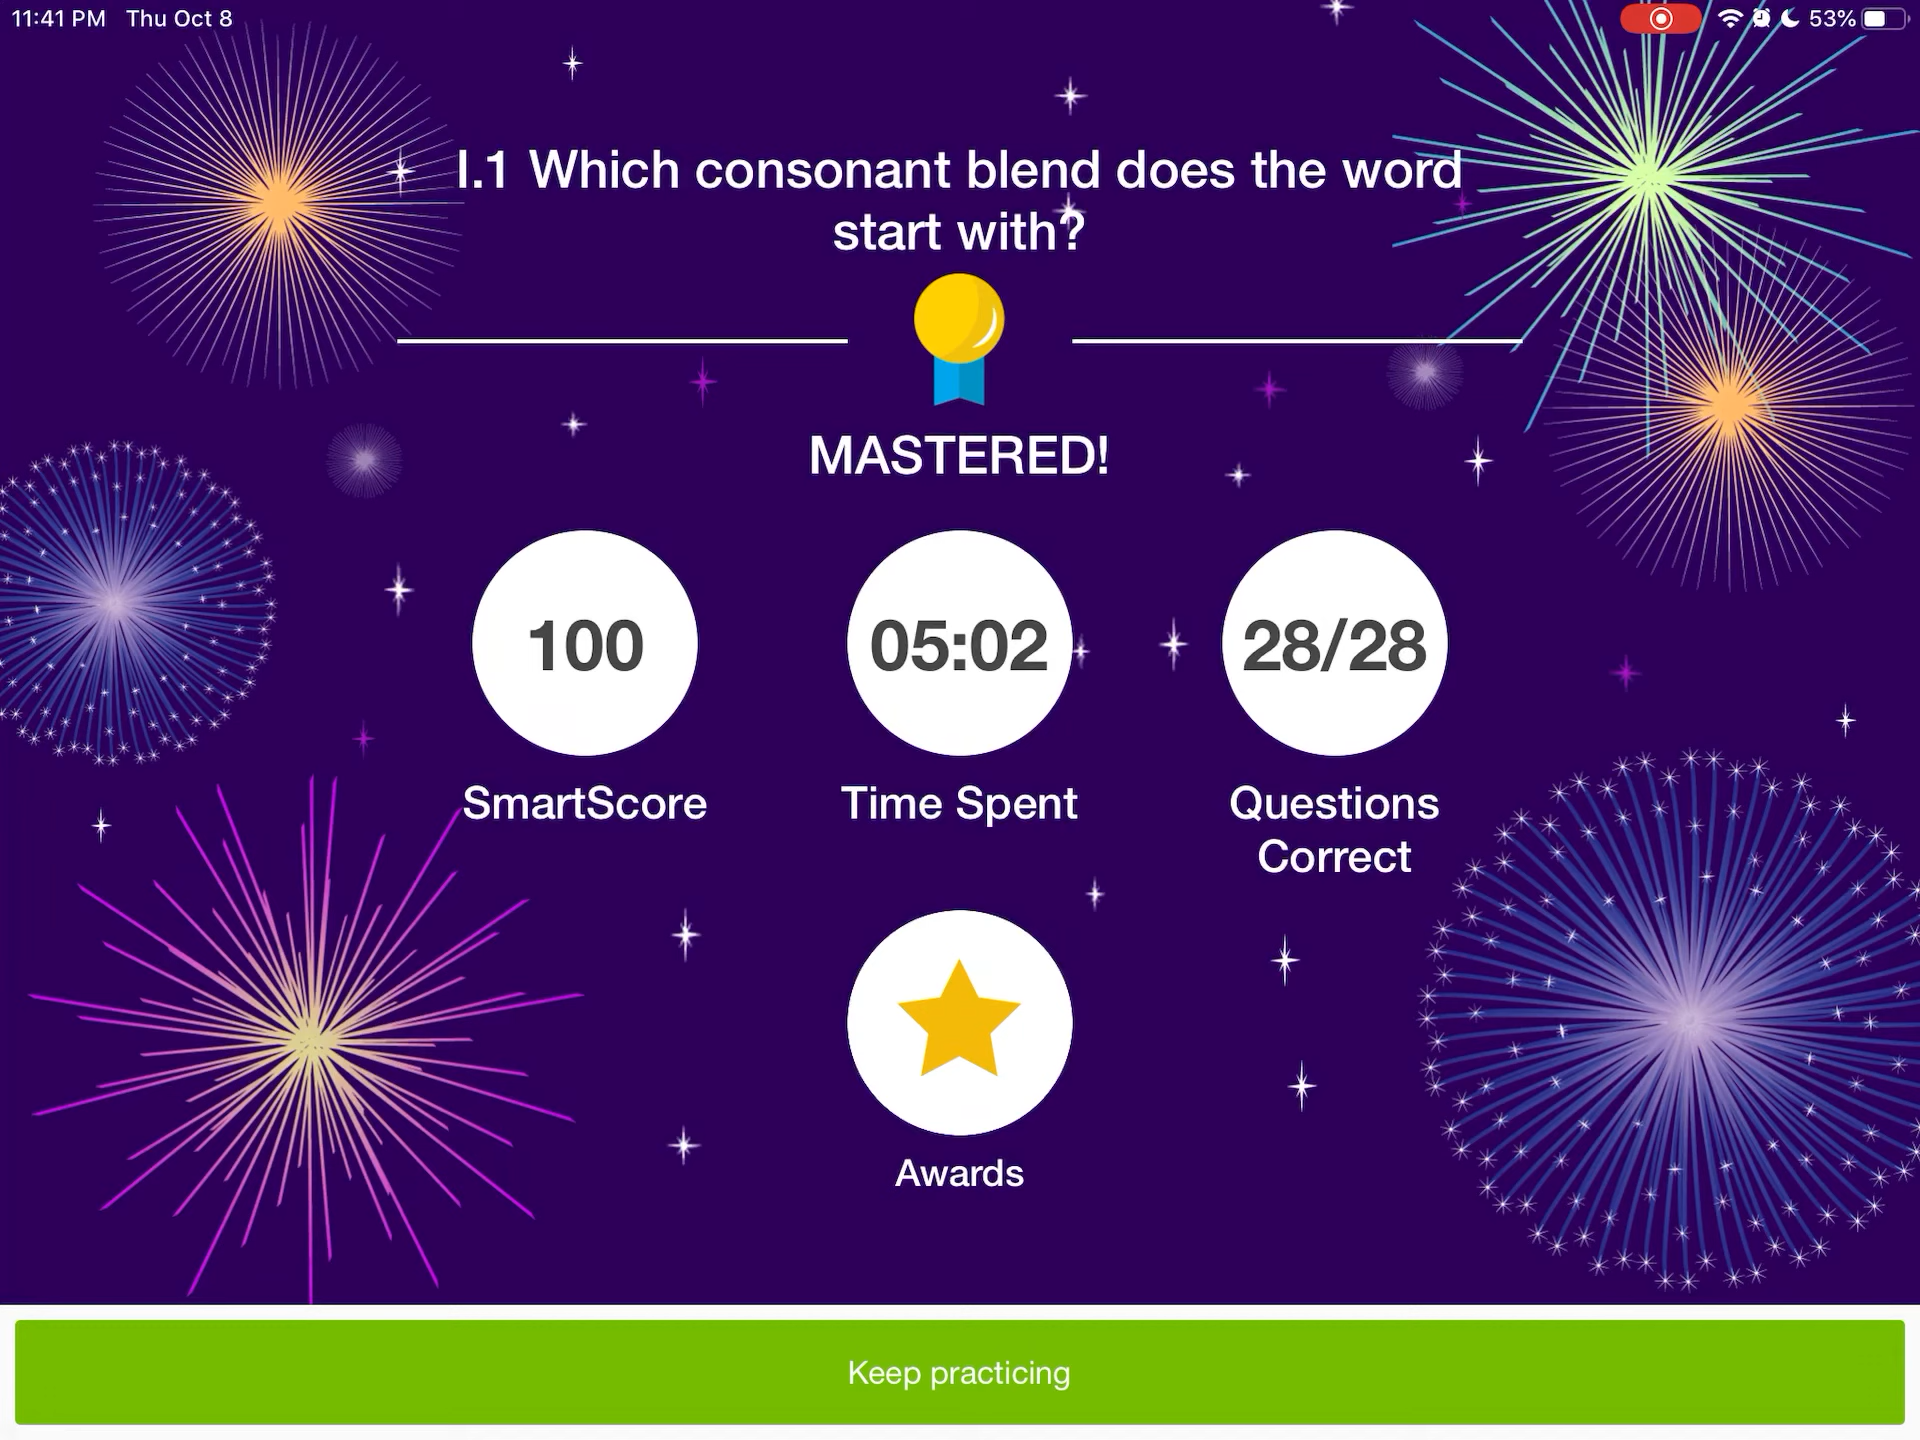 11:41 PM Thu Oct 8
53%
I.1 Which consonant blend does the word
start with?
MASTERED!
100
05:02
28/28
SmartScore
Time Spent
Questions
Correct
Awards
Keep practicing